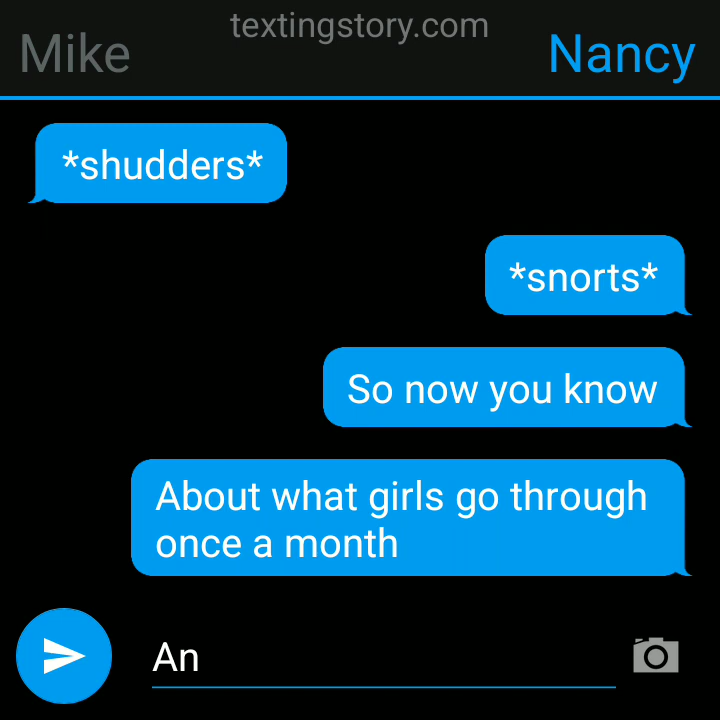 textingstory.com
Mike
Nancy
*shudders*
*snorts*
So now you know
About what girls go through
once a month
An